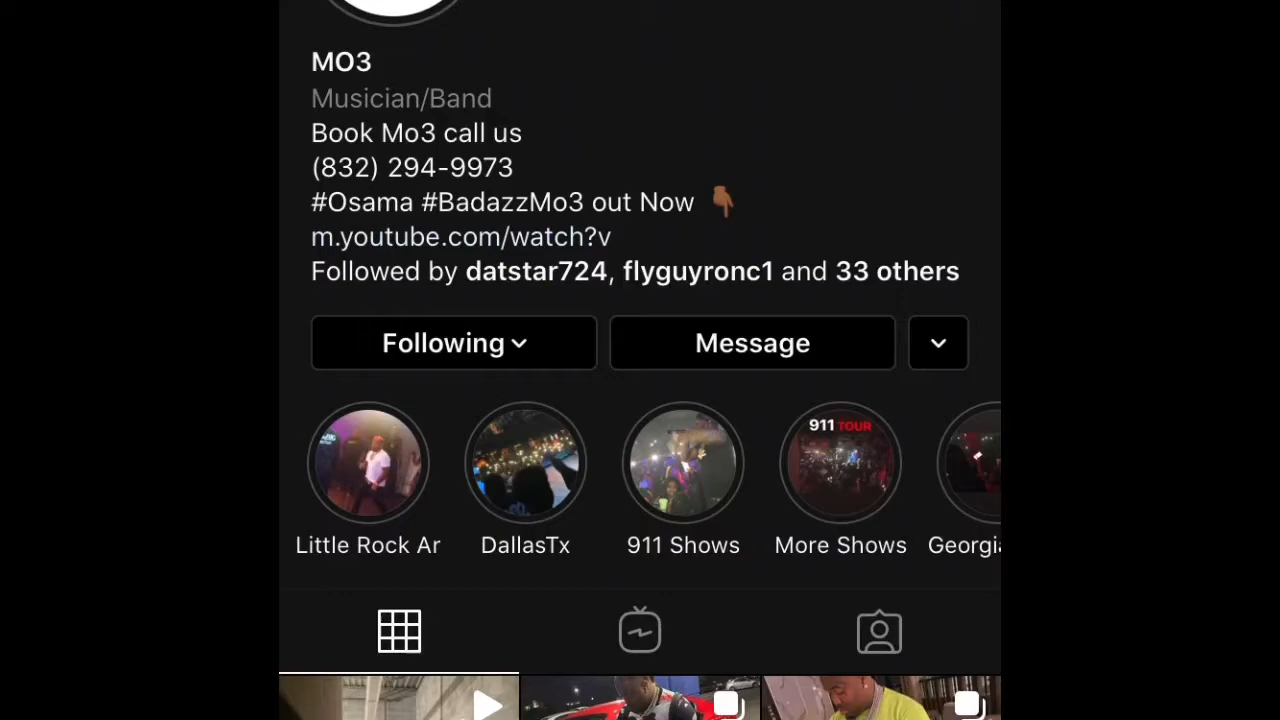 MO3
Musician/Band
Book Mo3 call us
(832) 294-9973
#Osama #BadazzMo3 out Now 👇🏾
m.youtube.com/watch?v
Followed by datstar724, flyguyronc1 and 33 others
Following
Message
911 TOUR
Little Rock Ar
DallasTx
911 Shows
More Shows
Georgia